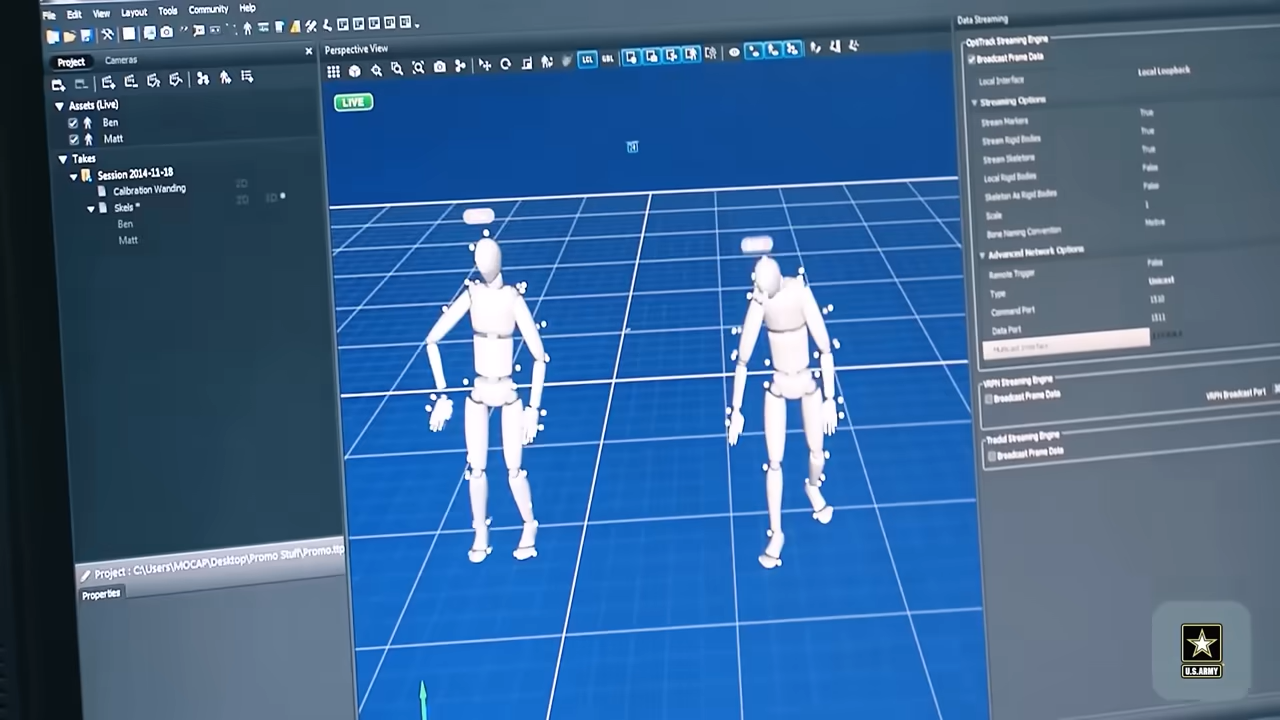 File Edit View Layout Tools Community Help
Project Cameras
Assets (Live)
Ben
Matt
Takes
Session 2014-11-18
Calibration Wanding 2D
Skels * 2D 3D
Ben
Matt
Project : C:\Users\MOCAP\Desktop\Promo Stuff\Promo.ttp
Properties
Perspective View
LCL GBL
LIVE
Data Streaming
OptiTrack Streaming Engine
Broadcast Frame Data
Local Interface Local Loopback
Streaming Options
Stream Markers True
Stream Rigid Bodies True
Stream Skeletons True
Local Rigid Bodies False
Skeleton As Rigid Bodies False
Scale 1
Bone Naming Convention Motive
Advanced Network Options
Remote Trigger False
Type Unicast
Command Port 1510
Data Port 1511
Multicast Interface
VRPN Streaming Engine
Broadcast Frame Data VRPN Broadcast Port
Trackd Streaming Engine
Broadcast Frame Data
U.S.ARMY